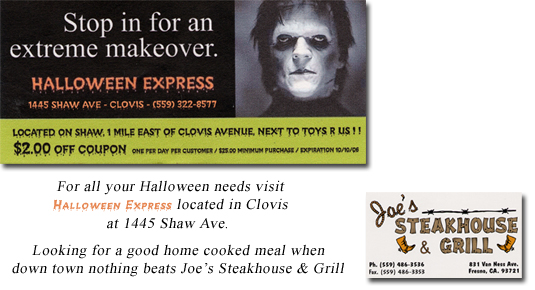 Stop in for an
extreme makeover.
HALLOWEEN EXPRESS
1445 SHAW AVE - CLOVIS - (559) 322-8577
LOCATED ON SHAW, 1 MILE EAST OF CLOVIS AVENUE, NEXT TO TOYS R US ! !
$2.00 OFF COUPON ONE PER DAY PER CUSTOMER / $25.00 MINIMUM PURCHASE / EXPIRATION 10/10/06
For all your Halloween needs visit
HALLOWEEN EXPRESS located in Clovis
at 1445 Shaw Ave.
Looking for a good home cooked meal when
down town nothing beats Joe's Steakhouse & Grill
Joe's
STEAKHOUSE
& GRILL
Ph. (559) 486-3536
Fax. (559) 486-3353
831 Van Ness Ave.
Fresno, CA. 93721